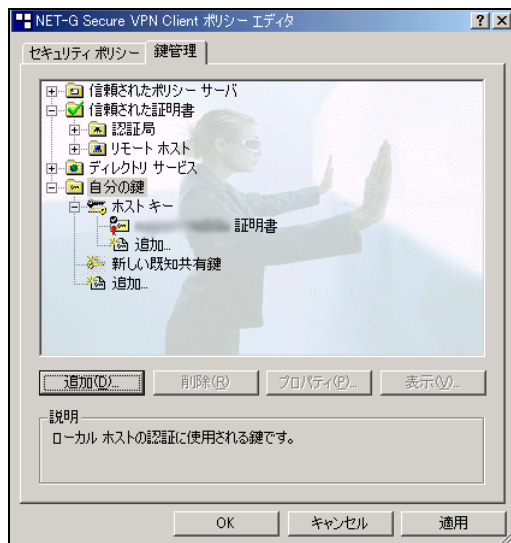 NET-G Secure VPN Client ポリシー エディタ
セキュリティ ポリシー 鍵管理
信頼されたポリシー サーバ
信頼された証明書
認証局
リモート ホスト
ディレクトリ サービス
自分の鍵
ホスト キー
証明書
追加...
新しい既知共有鍵
追加...
追加(D)... 削除(R) プロパティ(P)... 表示(V)...
説明
ローカル ホストの認証に使用される鍵です。
OK キャンセル 適用